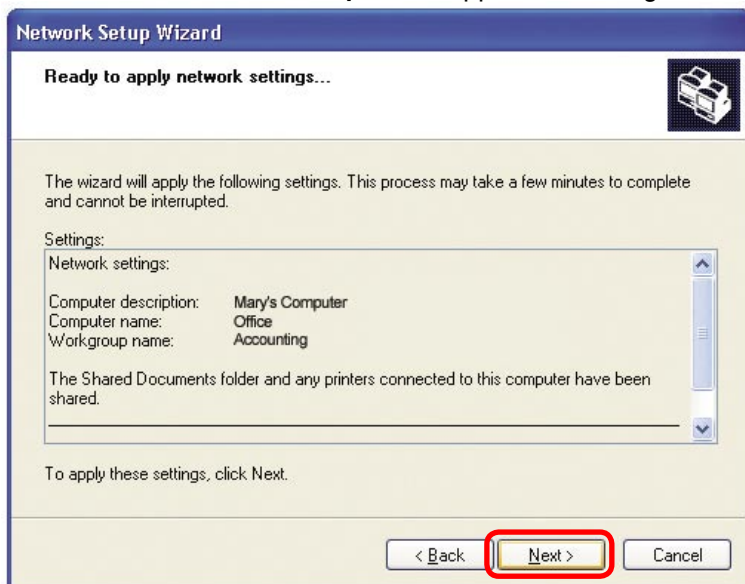 Network Setup Wizard
Ready to apply network settings...
The wizard will apply the following settings. This process may take a few minutes to complete
and cannot be interrupted.
Settings:
Network settings:
Computer description: Mary's Computer
Computer name: Office
Workgroup name: Accounting
The Shared Documents folder and any printers connected to this computer have been
shared.
To apply these settings, click Next.
< Back Next > Cancel